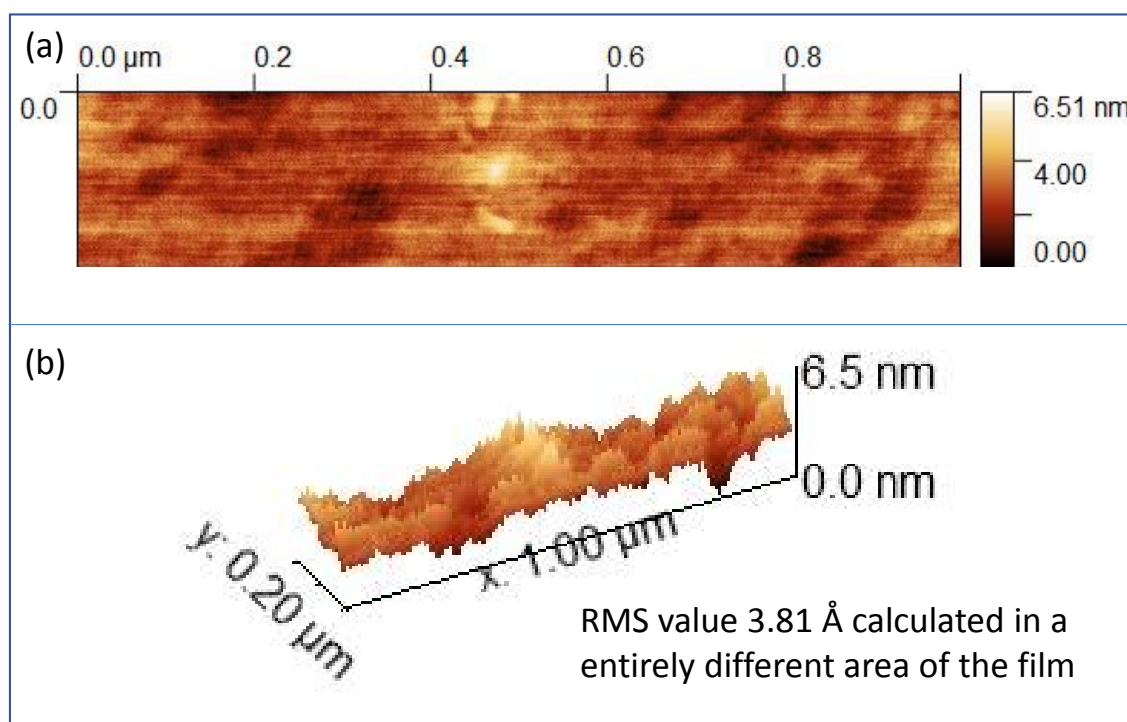 (a)
0.0 µm 0.2 0.4 0.6 0.8
0.0
6.51 nm
4.00
0.00
(b)
6.5 nm
0.0 nm
x: 1.00 µm
y: 0.20 µm
RMS value 3.81 Å calculated in a
entirely different area of the film